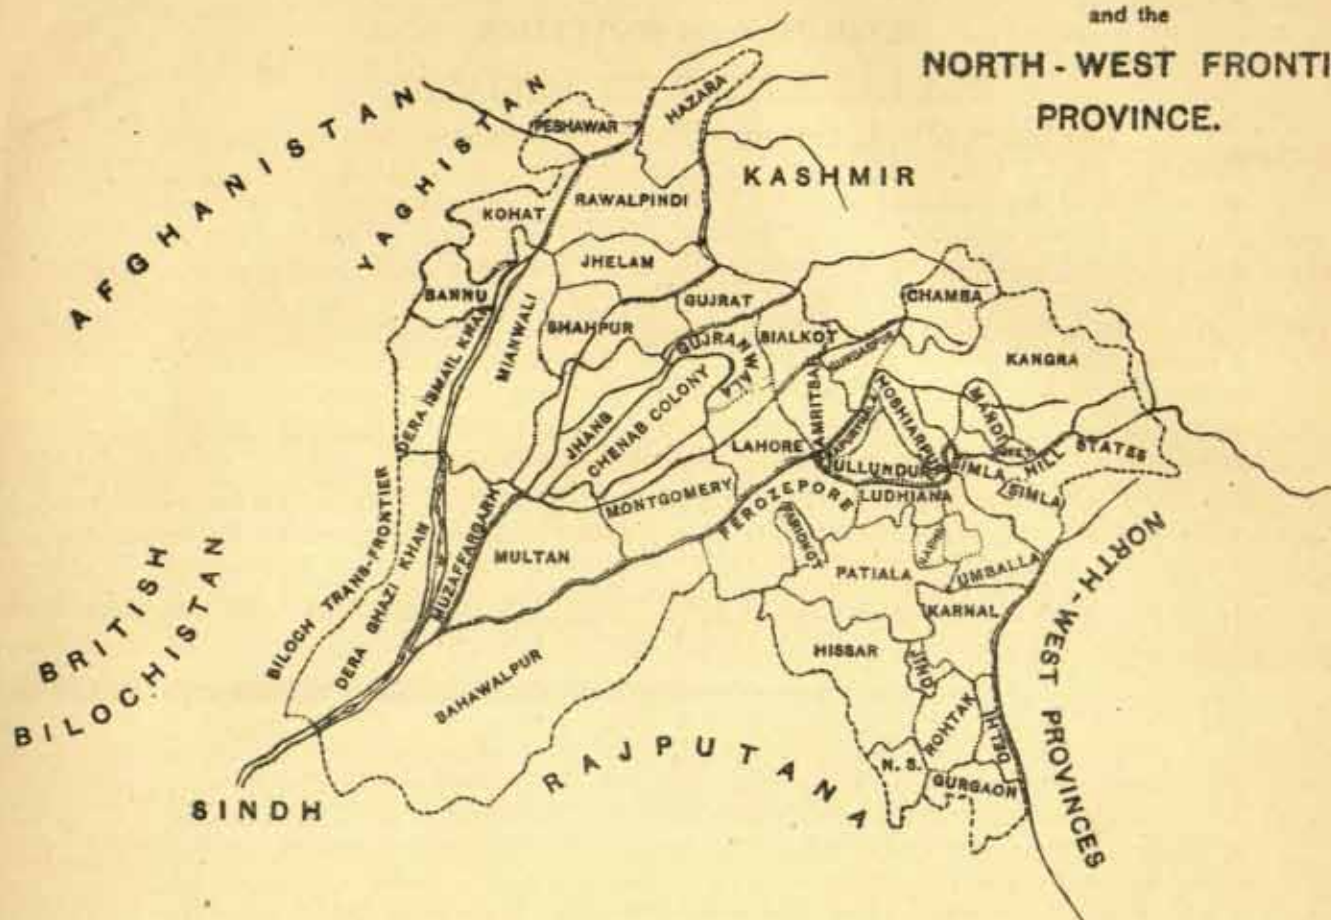 and the
NORTH - WEST FRONTI
PROVINCE.
AFGHANISTAN
YAGHISTAN
PESHAWAR
HAZARA
KASHMIR
KOHAT
RAWALPINDI
JHELAM
BANNU
GUJRAT
CHAMBA
SHAHPUR
MIANWALI
DERA ISMAIL KHAN
GUJRANWALA
SIALKOT
GURDASPUR
KANGRA
JHANG
CHENAB COLONY
AMRITSAR
KAPURTHALA
HOSHIARPUR
MANDI
LAHORE
JULLUNDUR
SIMLA HILL STATES
SIMLA
LUDHIANA
MONTGOMERY
FEROZEPORE
FARIDKOT
MUZAFFARGARH
MULTAN
PATIALA
UMBALLA
BILOCH TRANS-FRONTIER
DERA GHAZI KHAN
KARNAL
NORTH-WEST PROVINCES
BRITISH
BILOCHISTAN
BAHAWALPUR
HISSAR
JIND
ROHTAK
DELHI
N. S.
GURGAON
RAJPUTANA
SINDH